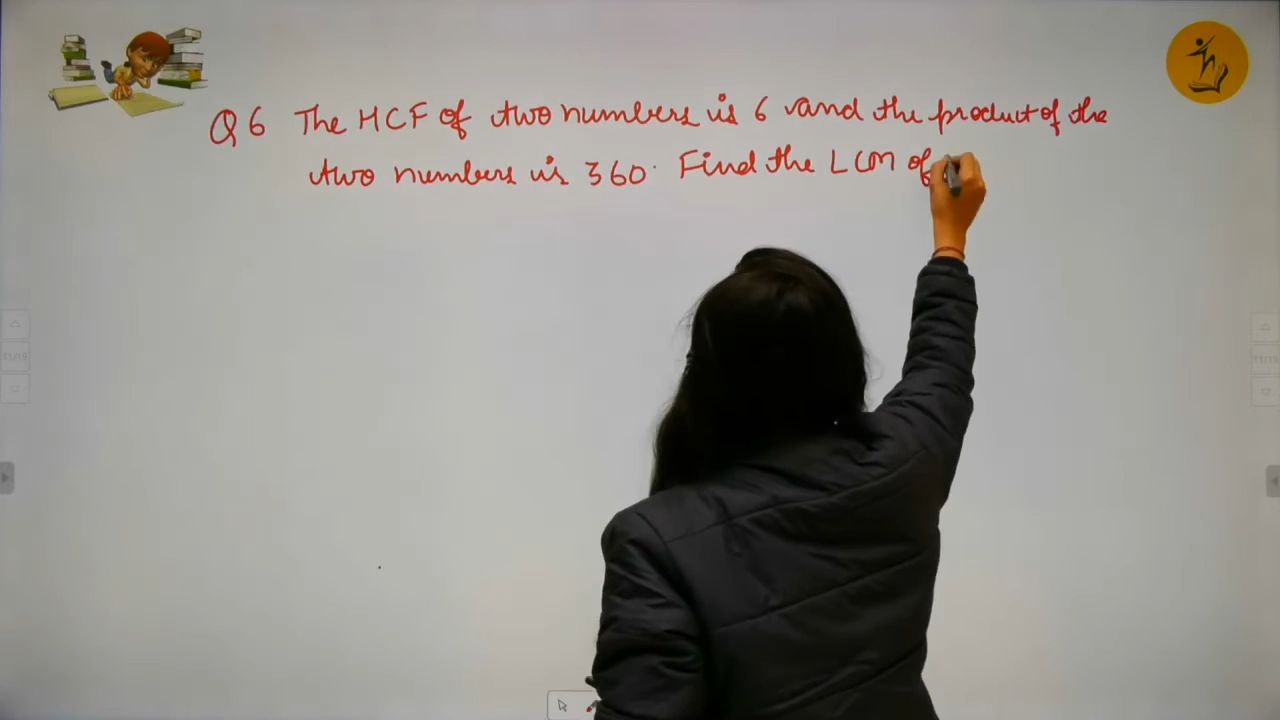 Q6 The HCF of two numbers is 6 and the product of the
two numbers is 360. Find the LCM of